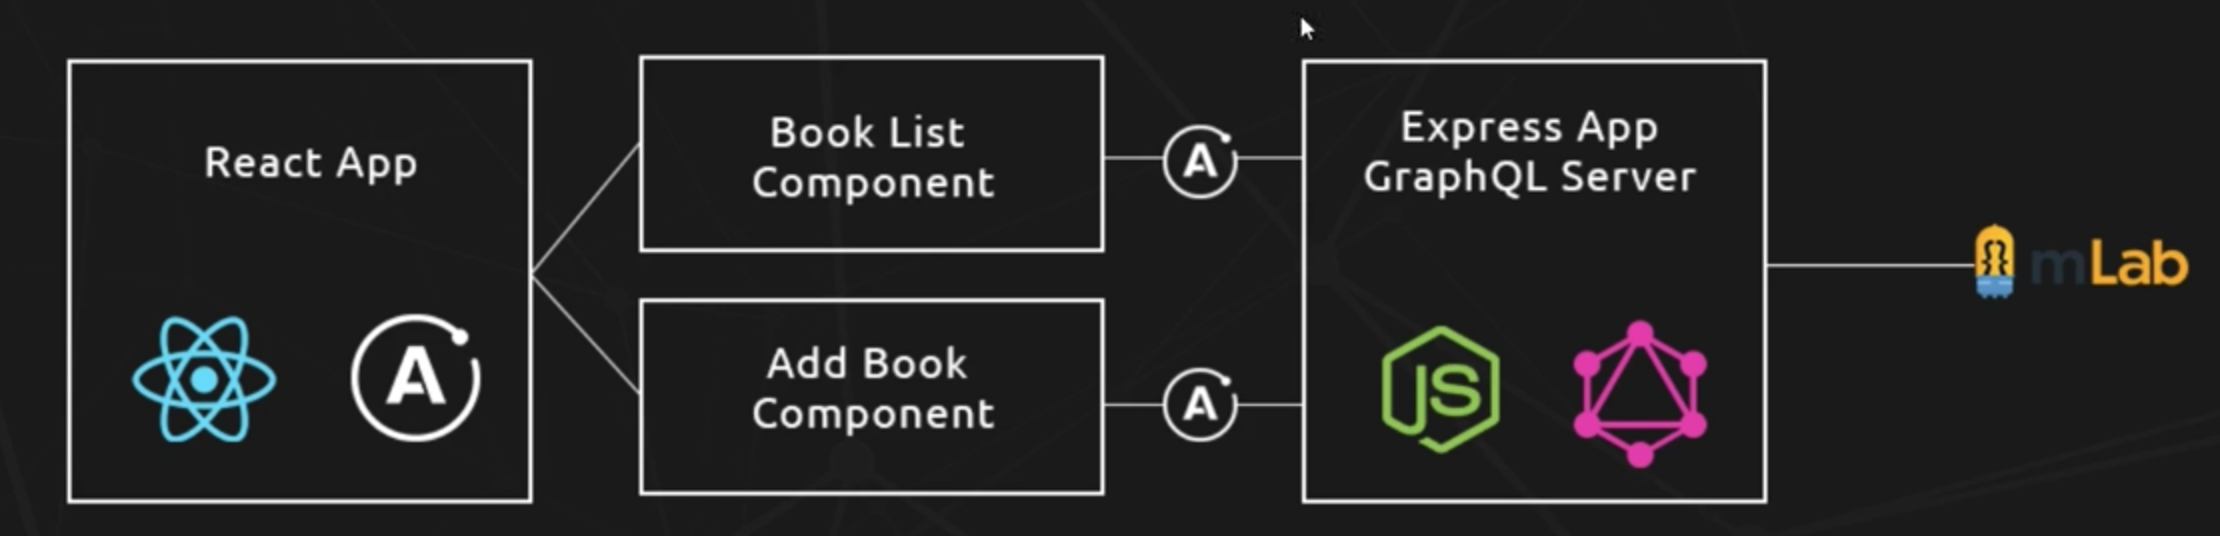 React App
A
Book List
Component
Add Book
Component
A
A
Express App
GraphQL Server
JS
mLab